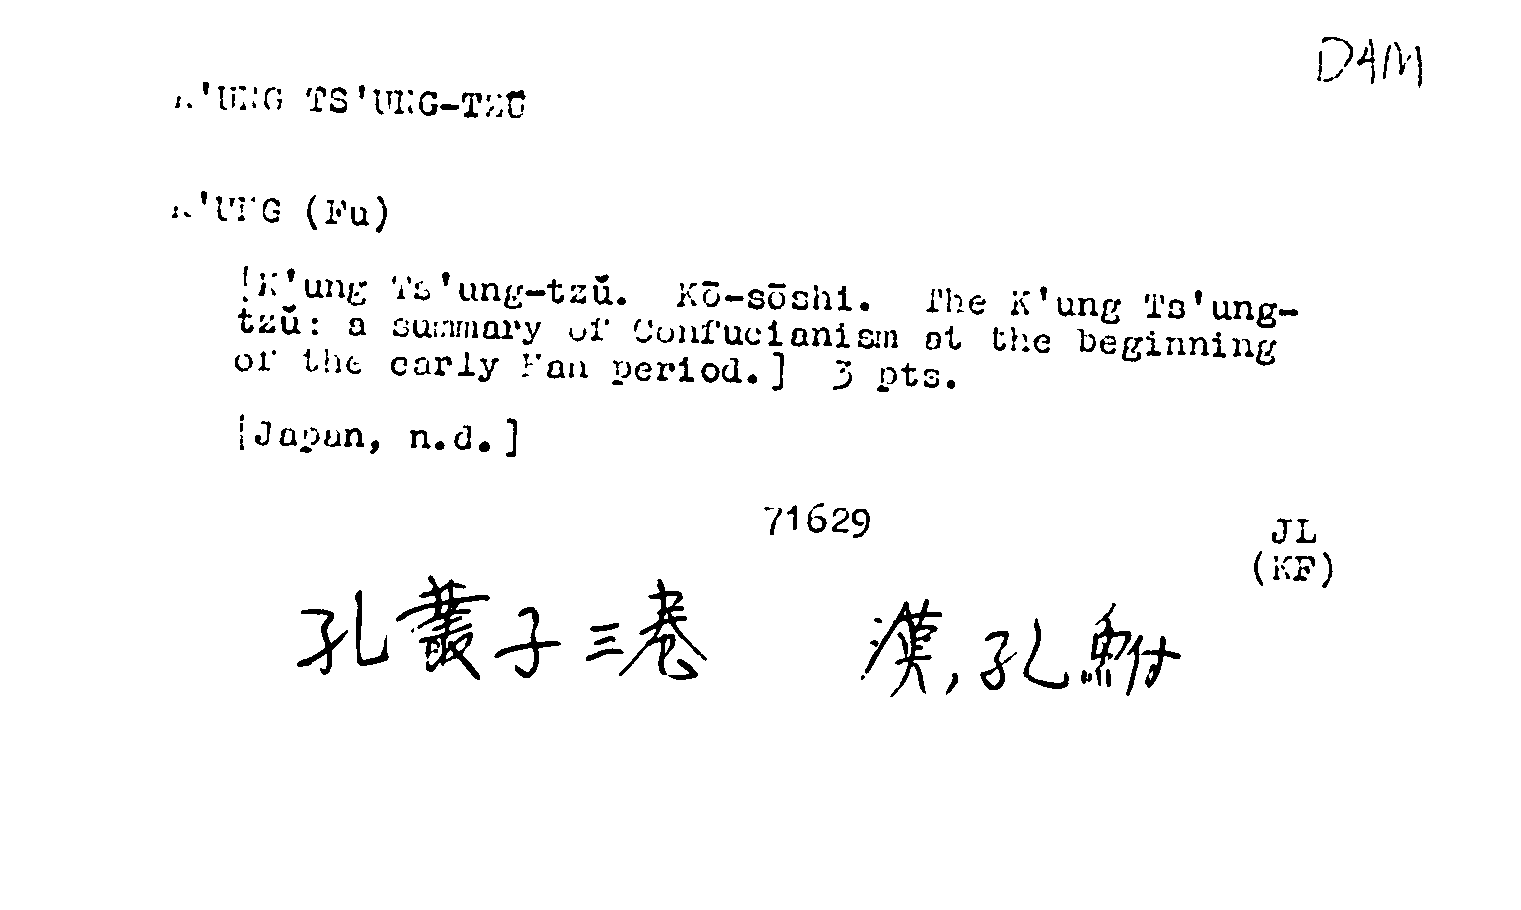 DAM
K'UNG TS'UNG-TZŬ
K'UNG (Fu)
[K'ung Ts'ung-tzŭ. Kō-sōshi. The K'ung Ts'ung-
tzŭ: a summary of Confucianism at the beginning
of the early Han period.] 3 pts.
[Japan, n.d.]
71629
JL
(KF)
孔叢子三巻 漢,孔鮒